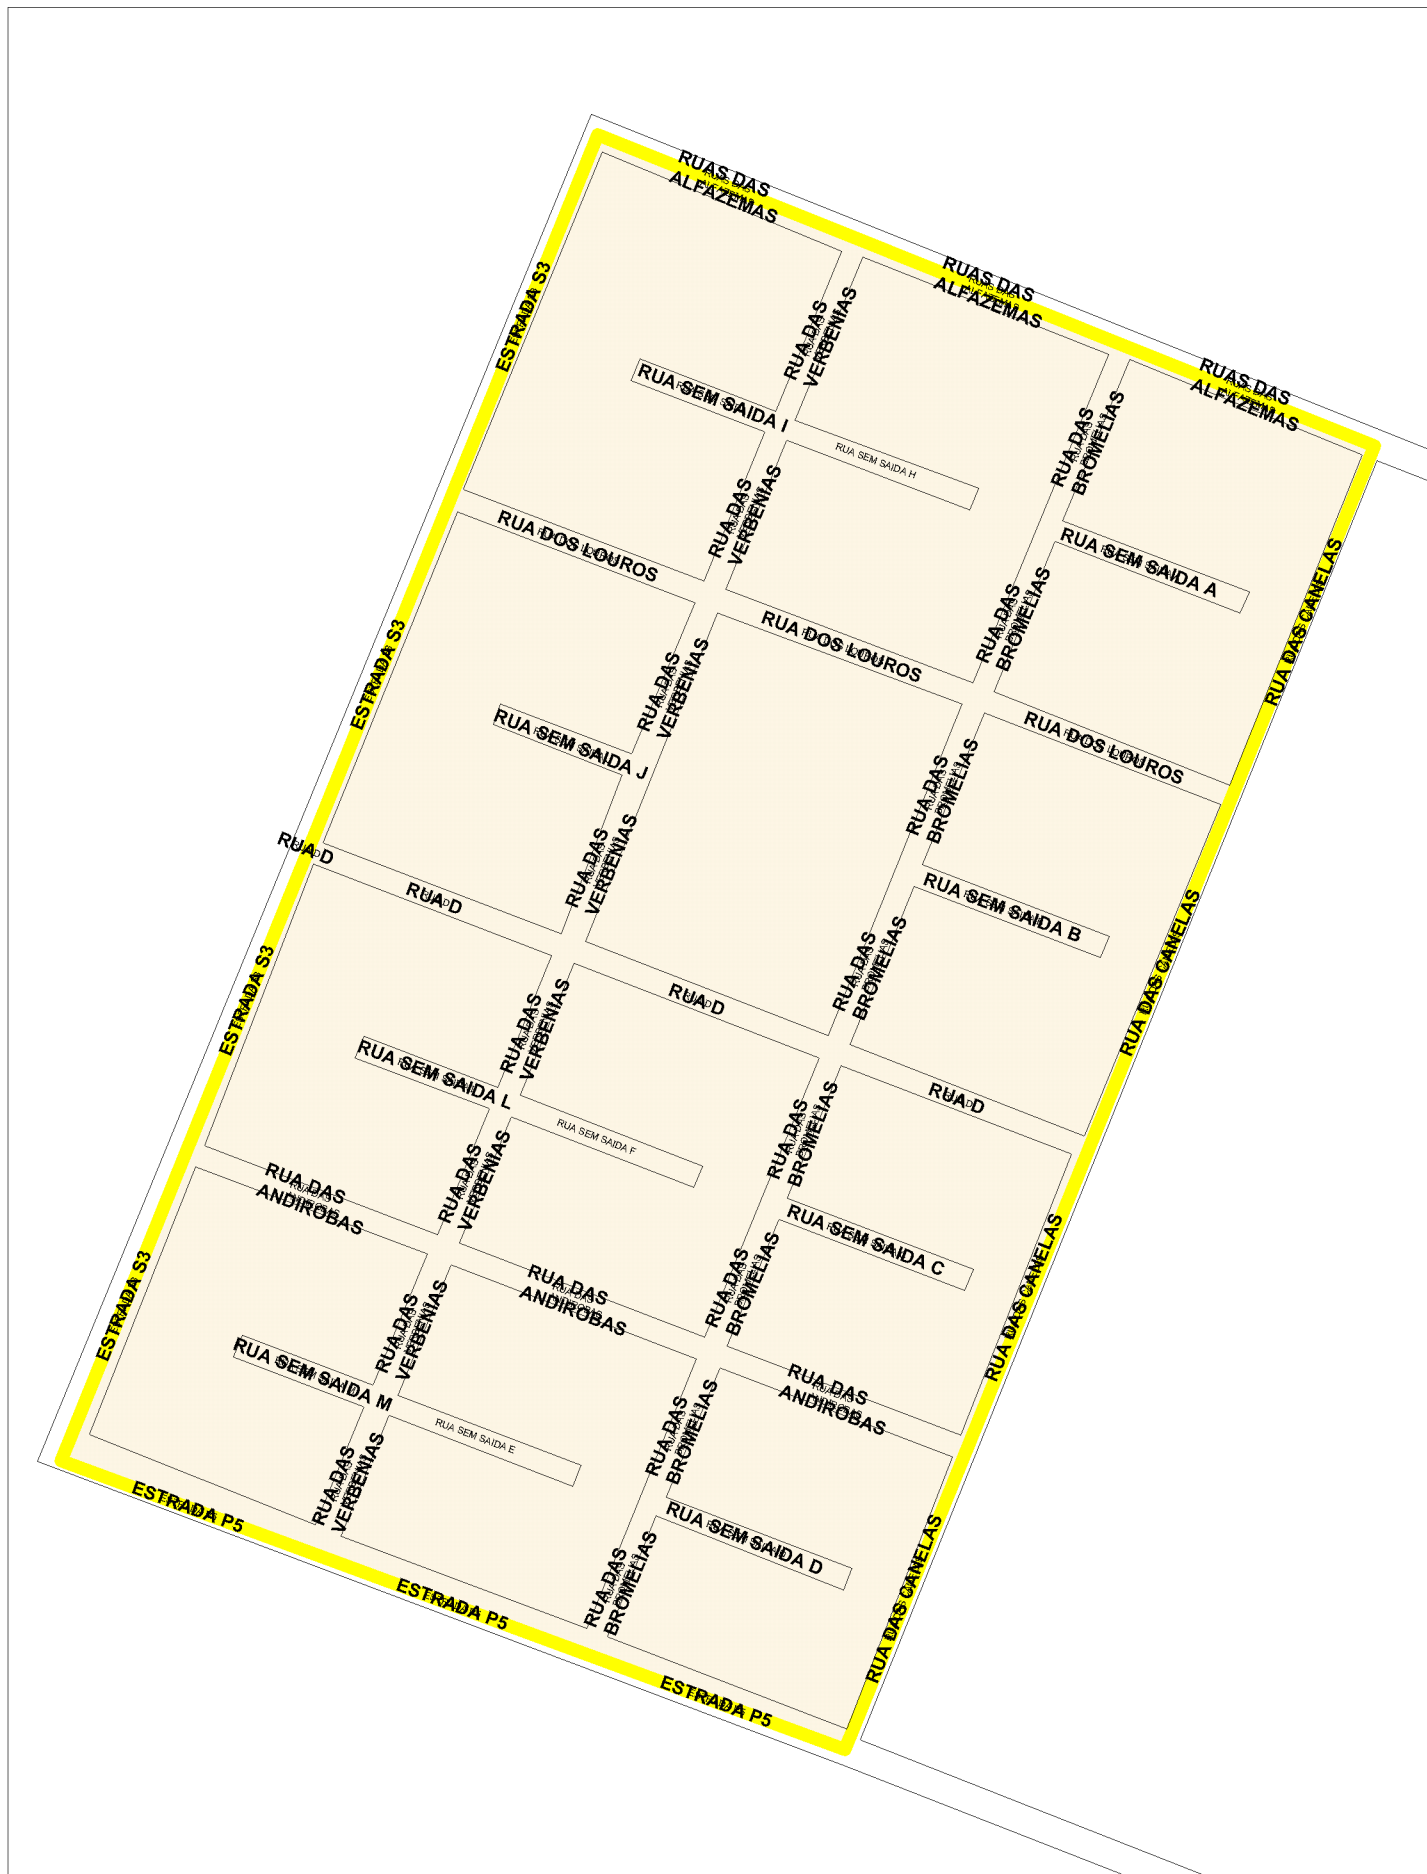 RUAS DAS
ALFAZEMAS
RUAS DAS
ALFAZEMAS
RUAS DAS
ALFAZEMAS
ESTRADA S3
RUA DAS
VERBENIAS
RUA SEM SAIDA I
RUA SEM SAIDA H
RUA DAS
BROMELIAS
RUA DAS
VERBENIAS
RUA DOS LOUROS
RUA SEM SAIDA A
RUA DAS CANELAS
RUA DAS
BROMELIAS
RUA DOS LOUROS
ESTRADA S3
RUA DAS
VERBENIAS
RUA SEM SAIDA J
RUA DOS LOUROS
RUA DAS
BROMELIAS
RUA D
RUA D
RUA DAS
VERBENIAS
RUA SEM SAIDA B
RUA DAS CANELAS
RUA DAS
BROMELIAS
RUA D
ESTRADA S3
RUA DAS
VERBENIAS
RUA SEM SAIDA L
RUA SEM SAIDA F
RUA D
RUA DAS
BROMELIAS
RUA DAS
VERBENIAS
RUA DAS
ANDIROBAS
RUA SEM SAIDA C
RUA DAS CANELAS
RUA DAS
BROMELIAS
RUA DAS
ANDIROBAS
ESTRADA S3
RUA DAS
VERBENIAS
RUA SEM SAIDA M
RUA SEM SAIDA E
RUA DAS
ANDIROBAS
RUA DAS
BROMELIAS
RUA DAS
VERBENIAS
ESTRADA P5
RUA SEM SAIDA D
RUA DAS CANELAS
RUA DAS
BROMELIAS
ESTRADA P5
ESTRADA P5